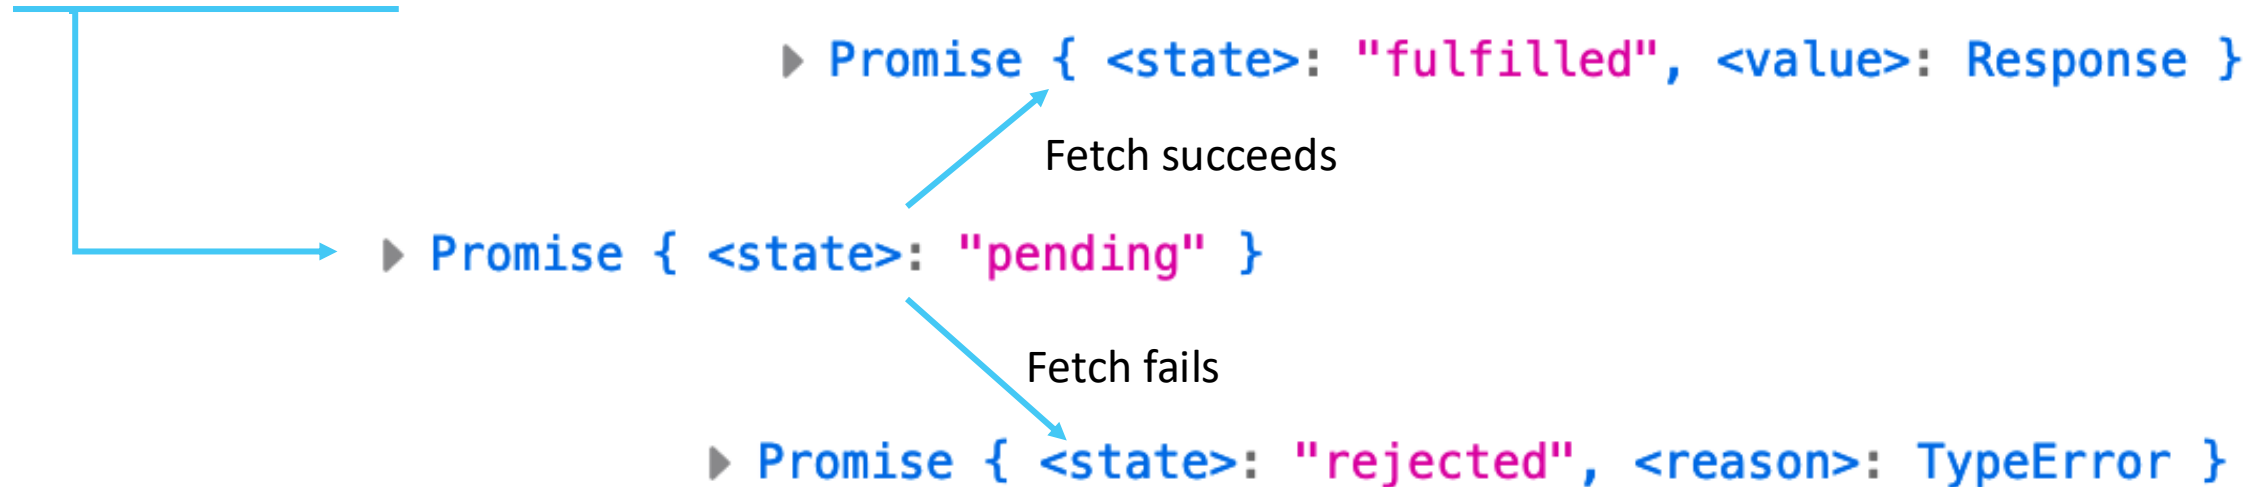 Promise { <state>: "fulfilled", <value>: Response }
Fetch succeeds
Promise { <state>: "pending" }
Fetch fails
Promise { <state>: "rejected", <reason>: TypeError }